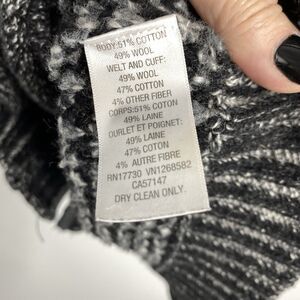 BODY:51% COTTON
49% WOOL
WELT AND CUFF:
49% WOOL
47% COTTON
4% OTHER FIBER
CORPS:51% COTON
49% LAINE
OURLET ET POIGNET:
49% LAINE
47% COTON
4% AUTRE FIBRE
RN17730 VN1268582
CA57147
DRY CLEAN ONLY.